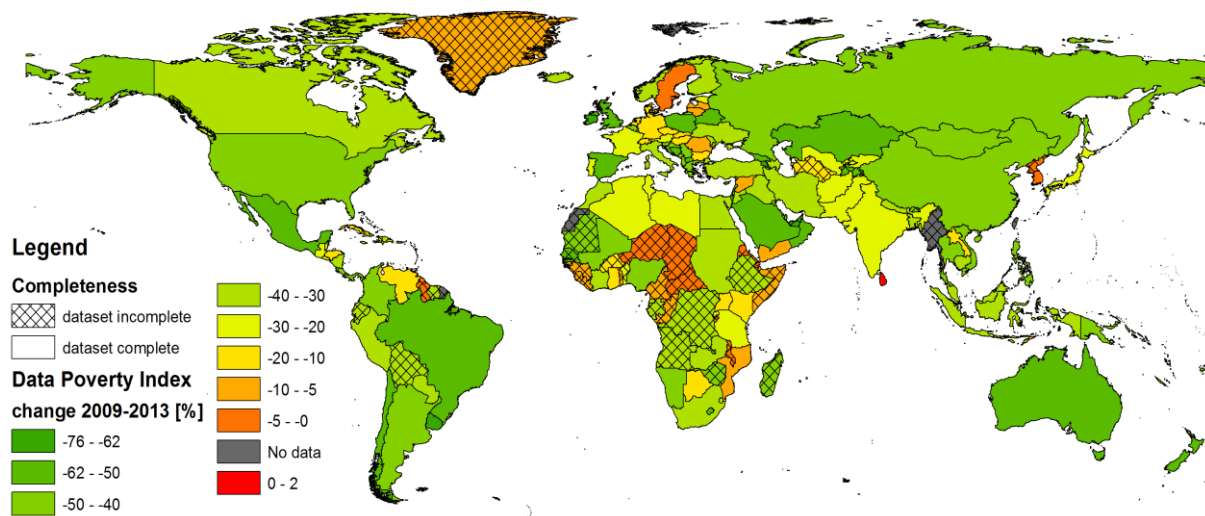 Legend
Completeness
dataset incomplete
dataset complete
Data Poverty Index
change 2009-2013 [%]
-76 - -62
-62 - -50
-50 - -40
-40 - -30
-30 - -20
-20 - -10
-10 - -5
-5 - -0
No data
0 - 2